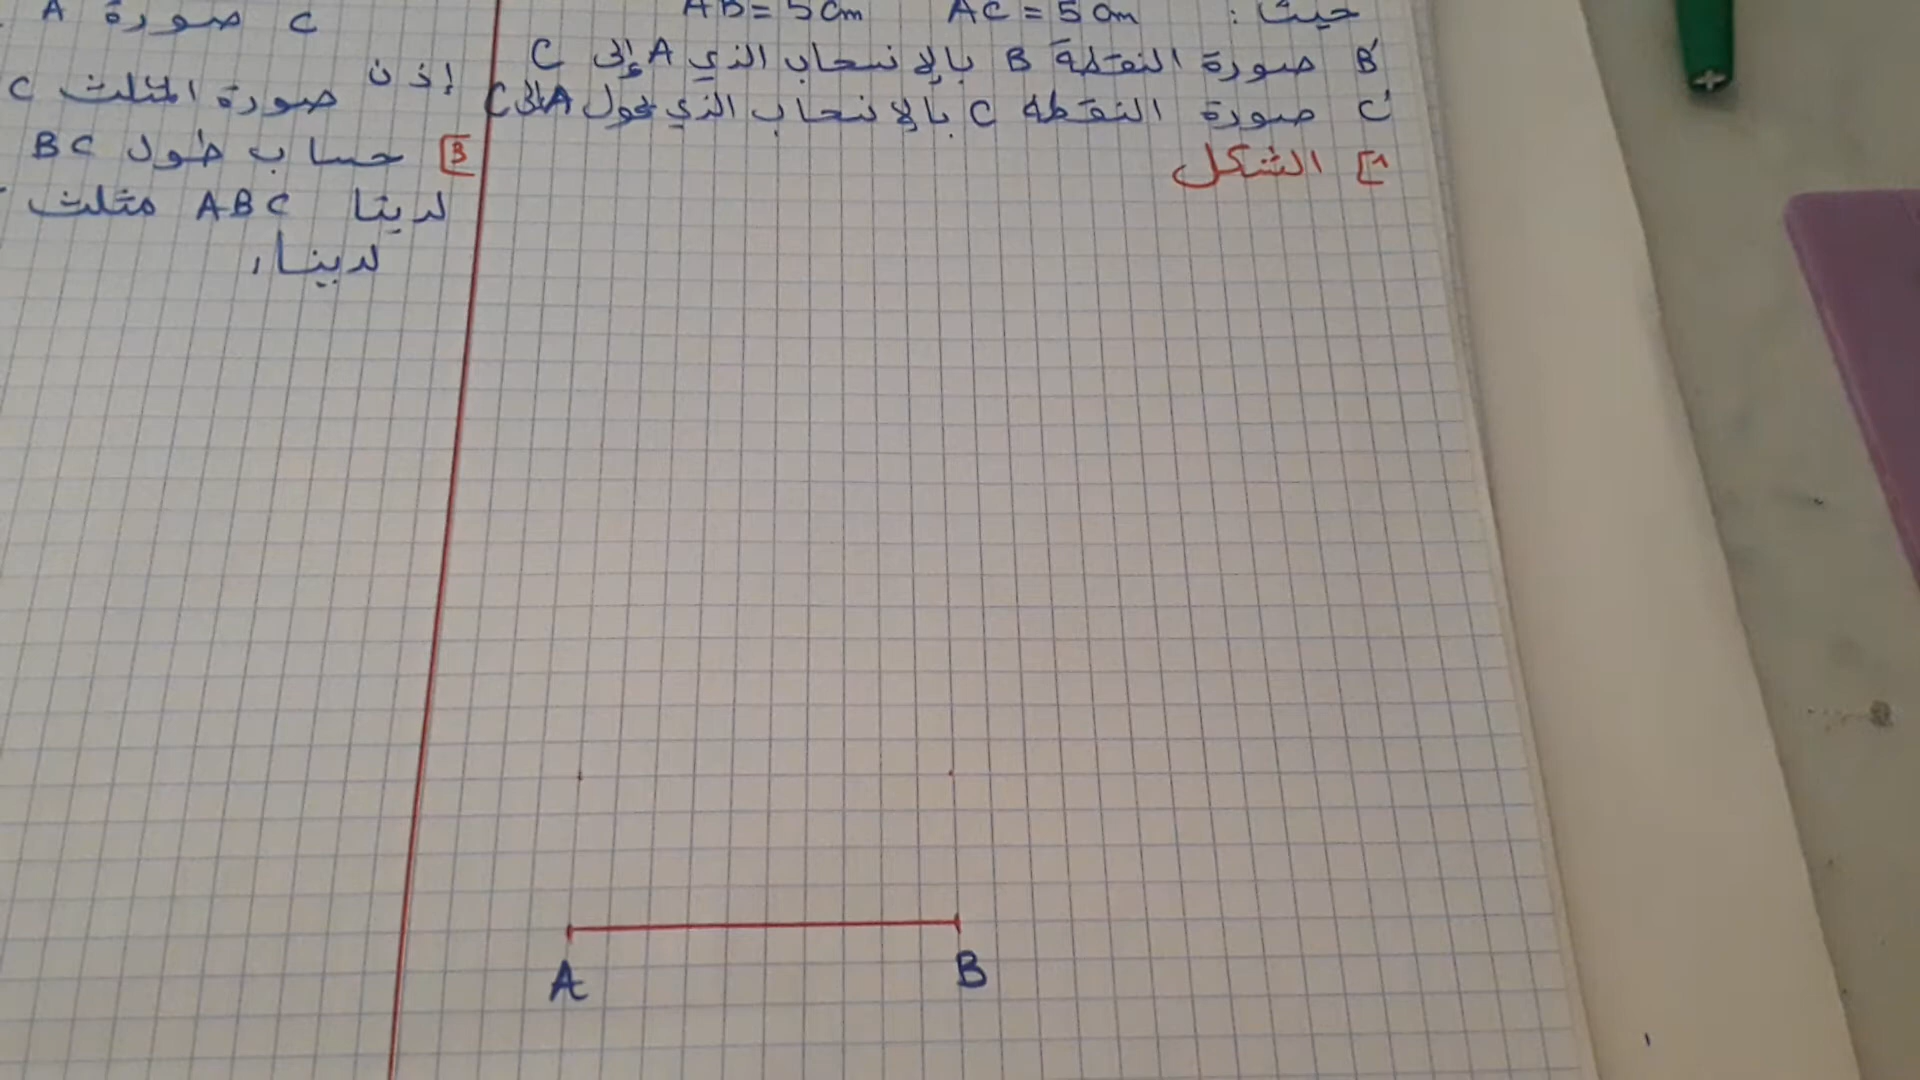 حيث : AB = 5 cm AC = 5 cm
B' صورة النقطة B بالإنسحاب الذي A إلى C
C' صورة النقطة C بالإنسحاب الذي يحول A إلى C
1] الشكل
A B
C صورة A
إذن صورة المثلث C
3] حساب طول BC
لدينا ABC مثلث
لدينا،